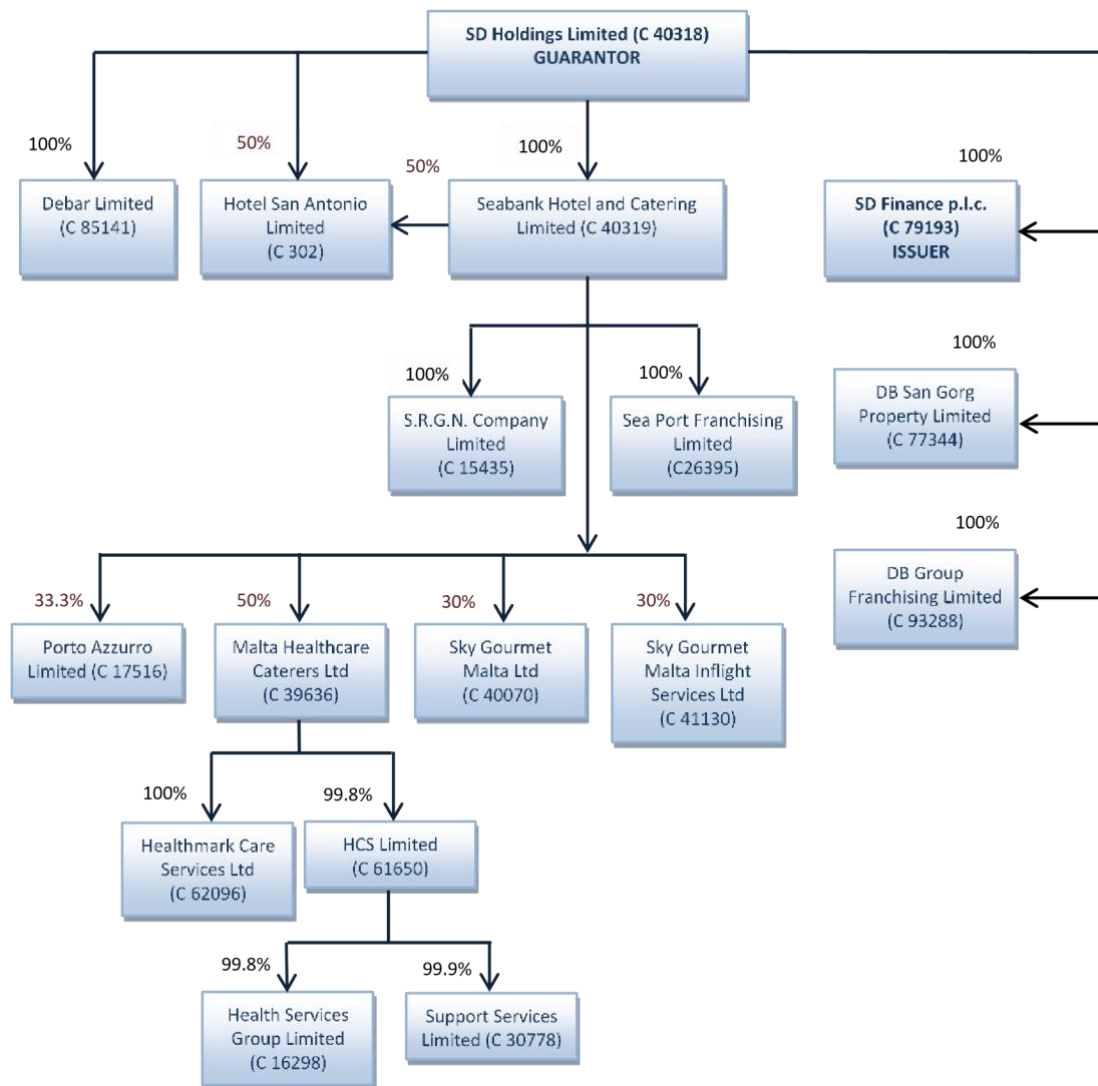 SD Holdings Limited (C 40318)
GUARANTOR
100%
50%
50%
100%
100%
Debar Limited
(C 85141)
Hotel San Antonio
Limited
(C 302)
Seabank Hotel and Catering
Limited (C 40319)
SD Finance p.l.c.
(C 79193)
ISSUER
100%
100%
100%
S.R.G.N. Company
Limited
(C 15435)
Sea Port Franchising
Limited
(C26395)
DB San Gorg
Property Limited
(C 77344)
100%
DB Group
Franchising Limited
(C 93288)
33.3%
50%
30%
30%
Porto Azzurro
Limited (C 17516)
Malta Healthcare
Caterers Ltd
(C 39636)
Sky Gourmet
Malta Ltd
(C 40070)
Sky Gourmet
Malta Inflight
Services Ltd
(C 41130)
100%
99.8%
Healthmark Care
Services Ltd
(C 62096)
HCS Limited
(C 61650)
99.8%
99.9%
Health Services
Group Limited
(C 16298)
Support Services
Limited (C 30778)